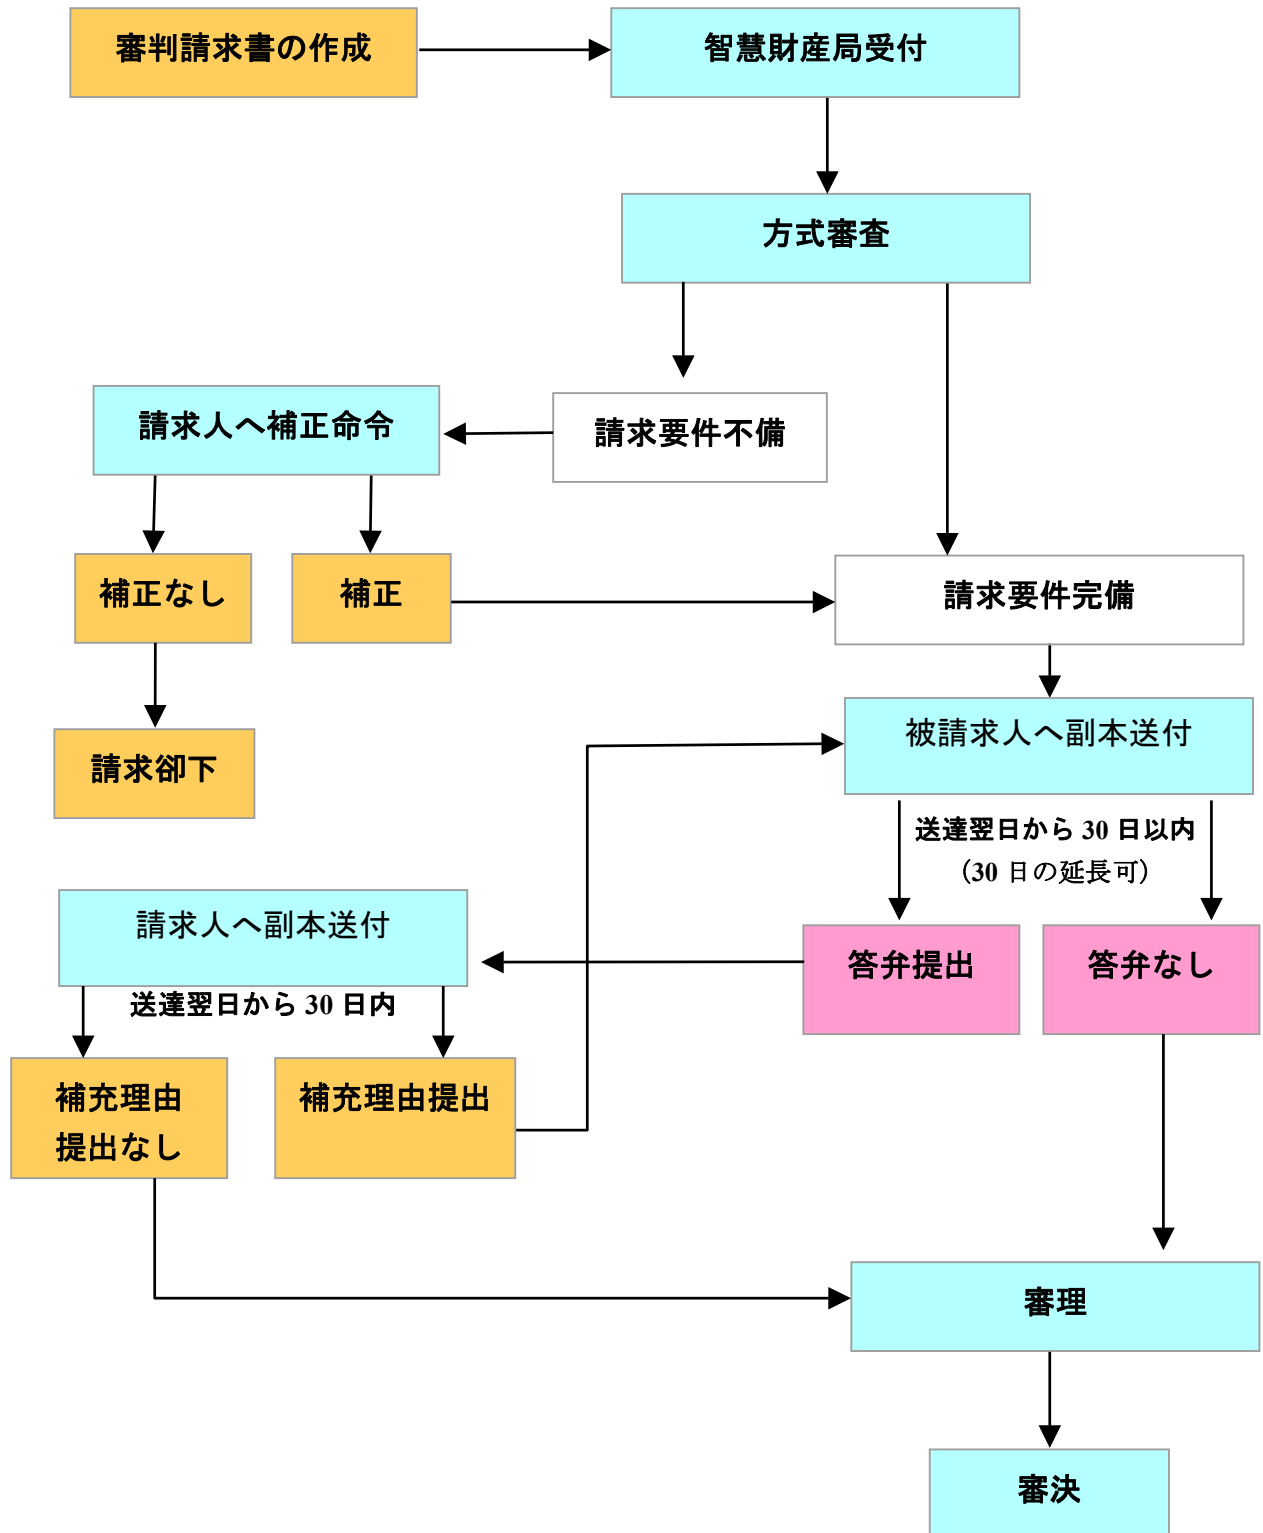 審判請求書の作成
智慧財産局受付
方式審査
請求人へ補正命令
請求要件不備
補正なし
補正
請求要件完備
請求卻下
被請求人へ副本送付
送達翌日から 30 日以内
（30 日の延長可）
請求人へ副本送付
答弁提出
答弁なし
送達翌日から 30 日内
補充理由
提出なし
補充理由提出
審理
審決